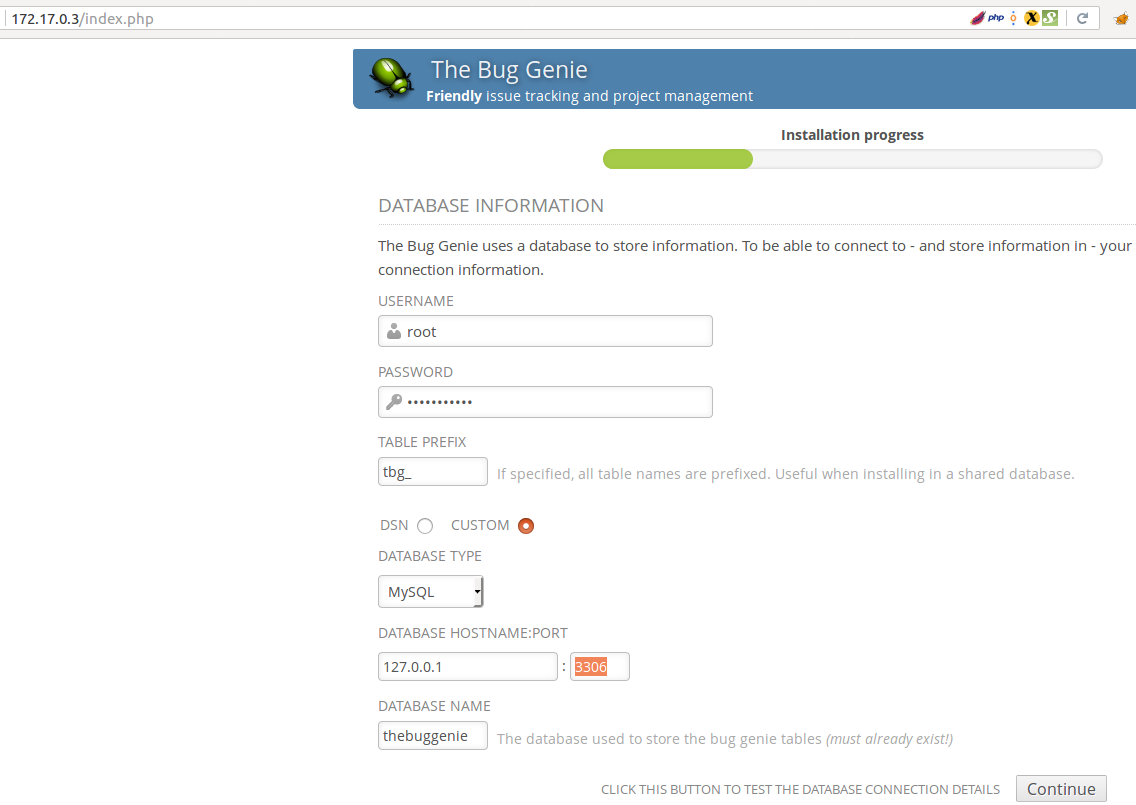 172.17.0.3/index.php
php
The Bug Genie
Friendly issue tracking and project management
Installation progress
DATABASE INFORMATION
The Bug Genie uses a database to store information. To be able to connect to - and store information in - your
connection information.
USERNAME
root
PASSWORD
•••••••••••
TABLE PREFIX
tbg_ If specified, all table names are prefixed. Useful when installing in a shared database.
DSN CUSTOM
DATABASE TYPE
MySQL
DATABASE HOSTNAME:PORT
127.0.0.1 : 3306
DATABASE NAME
thebuggenie The database used to store the bug genie tables (must already exist!)
CLICK THIS BUTTON TO TEST THE DATABASE CONNECTION DETAILS Continue